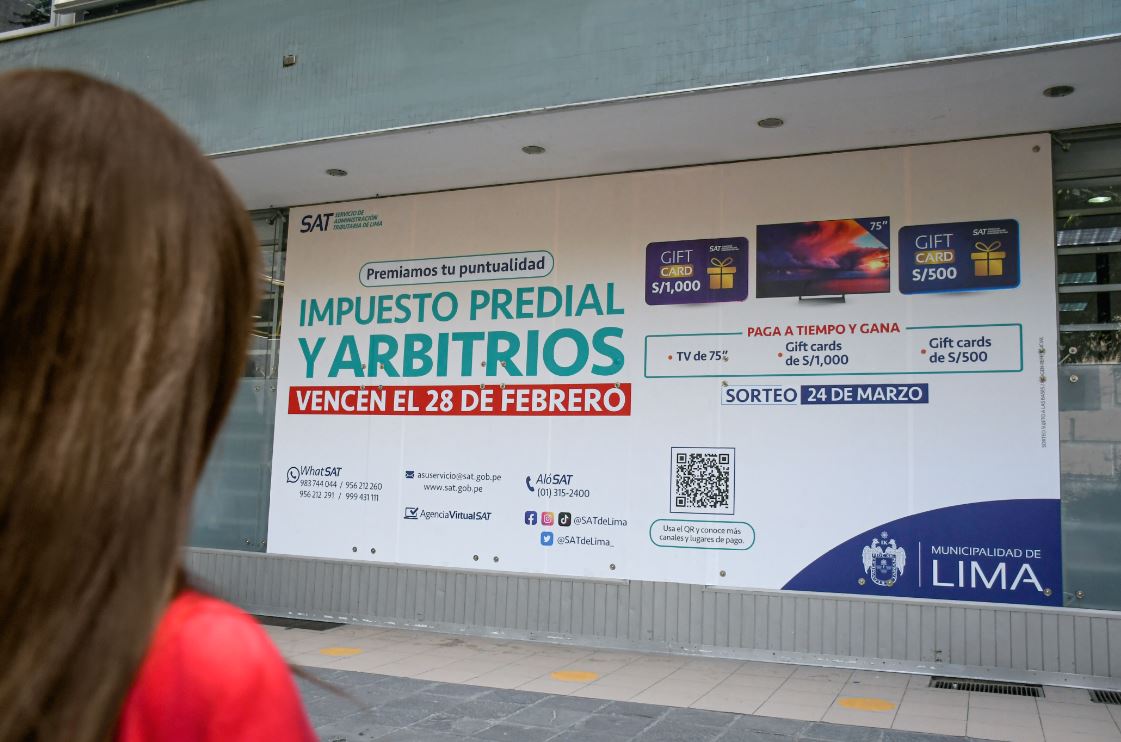 SAT SERVICIO DE
ADMINISTRACIÓN
TRIBUTARIA DE LIMA
Premiamos tu puntualidad
IMPUESTO PREDIAL
Y ARBITRIOS
VENCEN EL 28 DE FEBRERO
GIFT
CARD
S/1,000
SAT
75”
GIFT
CARD
S/500
SAT
PAGA A TIEMPO Y GANA
• TV de 75”
• Gift cards
de S/1,000
• Gift cards
de S/500
SORTEO 24 DE MARZO
WhatSAT
983 744 044 / 956 212 260
956 212 291 / 999 431 111
asuservicio@sat.gob.pe
www.sat.gob.pe
AgenciaVirtualSAT
AlóSAT
(01) 315-2400
@SATdeLima
@SATdeLima_
Usa el QR y conoce más
canales y lugares de pago.
MUNICIPALIDAD DE
LIMA